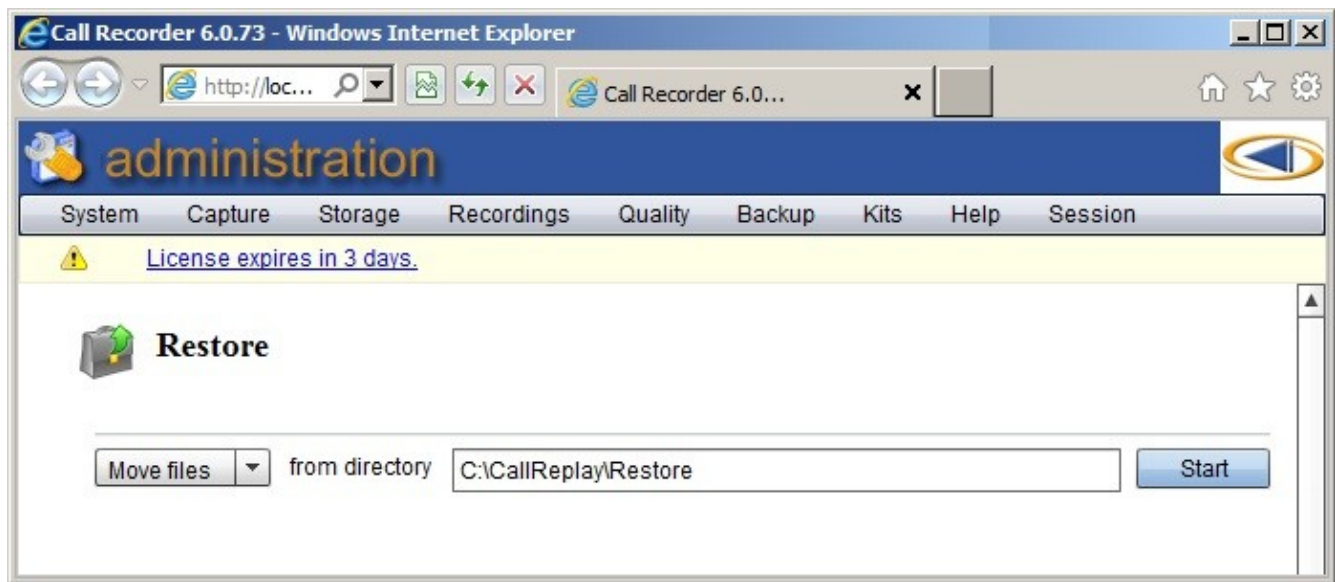 Call Recorder 6.0.73 - Windows Internet Explorer
http://loc... Call Recorder 6.0...
administration
System Capture Storage Recordings Quality Backup Kits Help Session
License expires in 3 days.
Restore
Move files from directory C:\CallReplay\Restore Start